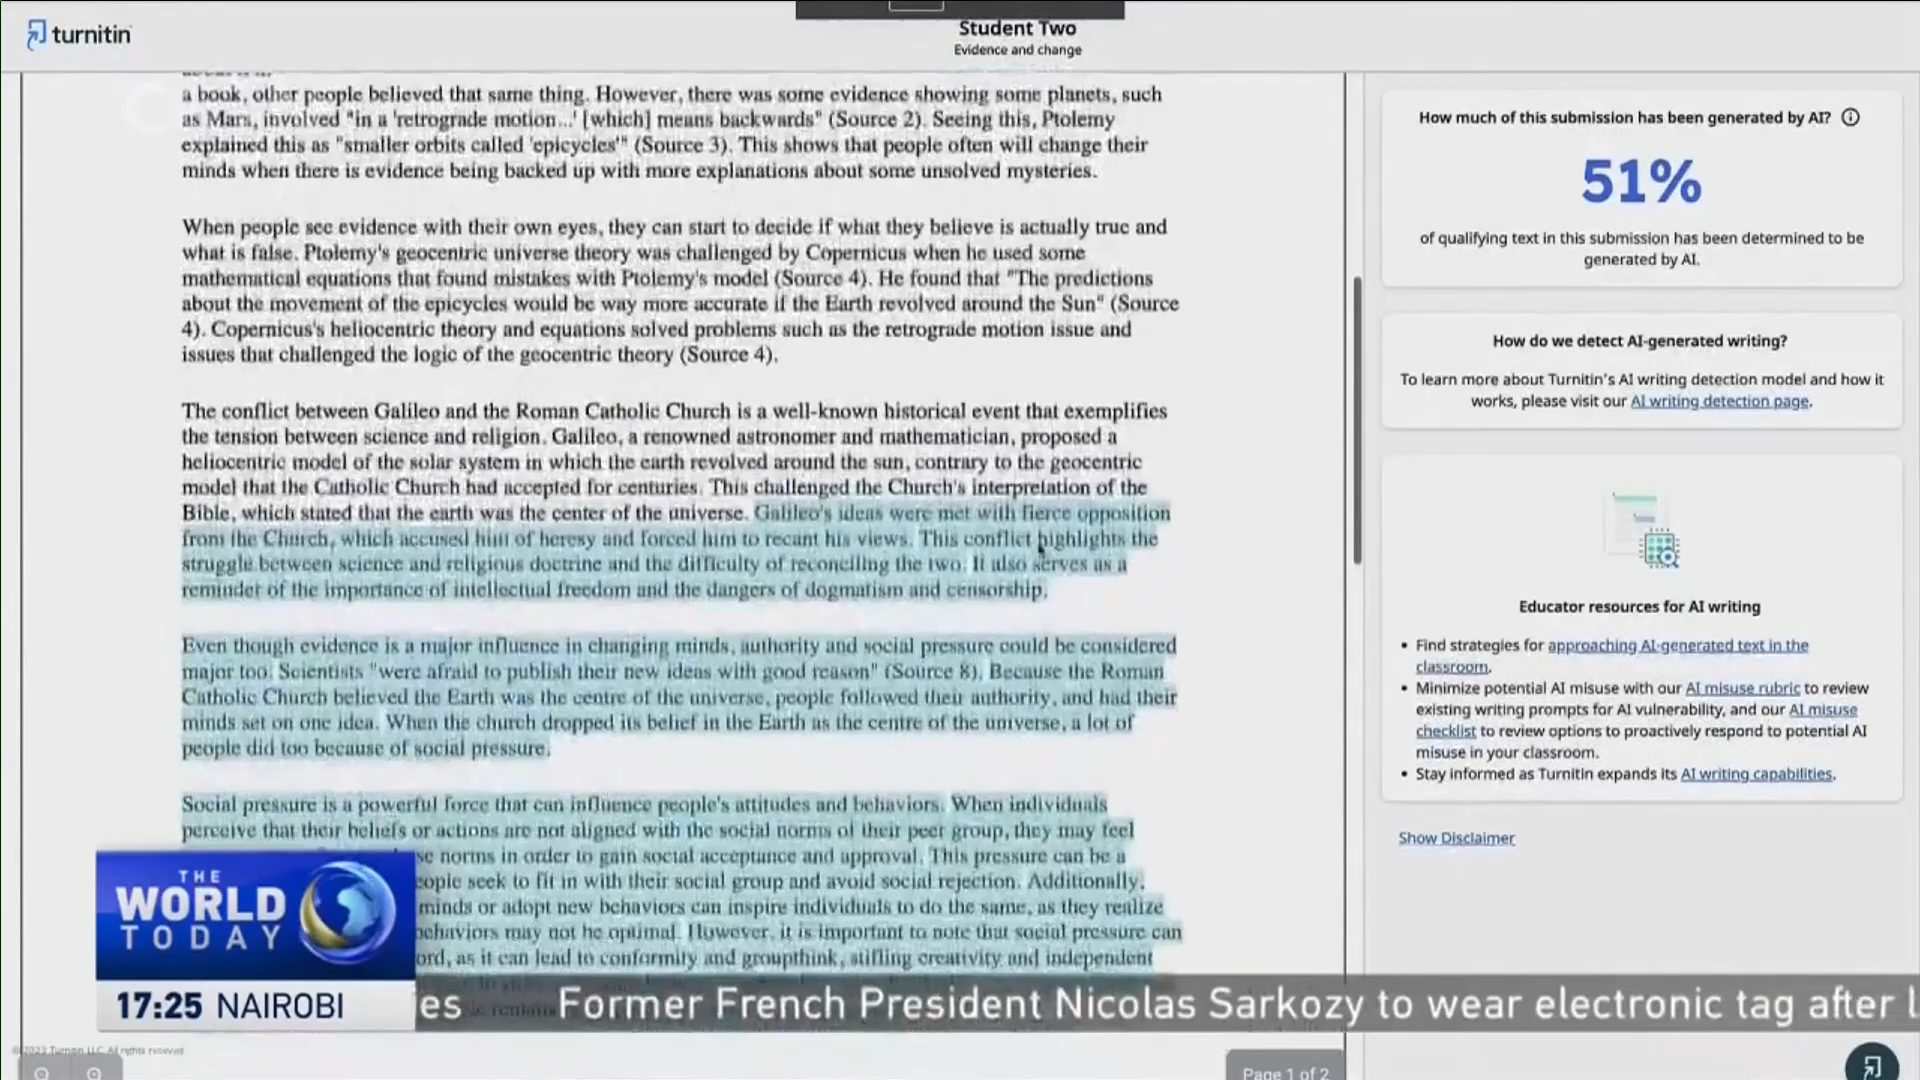 turnitin
Student Two
Evidence and change
a book, other people believed that same thing. However, there was some evidence showing some planets, such
as Mars, involved "in a 'retrograde motion...' [which] means backwards" (Source 2). Seeing this, Ptolemy
explained this as "smaller orbits called 'epicycles'" (Source 3). This shows that people often will change their
minds when there is evidence being backed up with more explanations about some unsolved mysteries.
When people see evidence with their own eyes, they can start to decide if what they believe is actually true and
what is false. Ptolemy's geocentric universe theory was challenged by Copernicus when he used some
mathematical equations that found mistakes with Ptolemy's model (Source 4). He found that "The predictions
about the movement of the epicycles would be way more accurate if the Earth revolved around the Sun" (Source
4). Copernicus's heliocentric theory and equations solved problems such as the retrograde motion issue and
issues that challenged the logic of the geocentric theory (Source 4).
The conflict between Galileo and the Roman Catholic Church is a well-known historical event that exemplifies
the tension between science and religion. Galileo, a renowned astronomer and mathematician, proposed a
heliocentric model of the solar system in which the earth revolved around the sun, contrary to the geocentric
model that the Catholic Church had accepted for centuries. This challenged the Church's interpretation of the
Bible, which stated that the earth was the center of the universe. Galileo's ideas were met with fierce opposition
from the Church, which accused him of heresy and forced him to recant his views. This conflict highlights the
struggle between science and religious doctrine and the difficulty of reconciling the two. It also serves as a
reminder of the importance of intellectual freedom and the dangers of dogmatism and censorship.
Even though evidence is a major influence in changing minds, authority and social pressure could be considered
major too. Scientists "were afraid to publish their new ideas with good reason" (Source 8). Because the Roman
Catholic Church believed the Earth was the centre of the universe, people followed their authority, and had their
minds set on one idea. When the church dropped its belief in the Earth as the centre of the universe, a lot of
people did too because of social pressure.
Social pressure is a powerful force that can influence people's attitudes and behaviors. When individuals
perceive that their beliefs or actions are not aligned with the social norms of their peer group, they may feel
se norms in order to gain social acceptance and approval. This pressure can be a
eople seek to fit in with their social group and avoid social rejection. Additionally,
minds or adopt new behaviors can inspire individuals to do the same, as they realize
behaviors may not be optimal. However, it is important to note that social pressure can
ord, as it can lead to conformity and groupthink, stifling creativity and independent
How much of this submission has been generated by AI?
51%
of qualifying text in this submission has been determined to be
generated by AI.
How do we detect AI-generated writing?
To learn more about Turnitin's AI writing detection model and how it
works, please visit our AI writing detection page.
Educator resources for AI writing
• Find strategies for approaching AI-generated text in the
classroom.
• Minimize potential AI misuse with our AI misuse rubric to review
existing writing prompts for AI vulnerability, and our AI misuse
checklist to review options to proactively respond to potential AI
misuse in your classroom.
• Stay informed as Turnitin expands its AI writing capabilities.
Show Disclaimer
THE
WORLD
TODAY
17:25 NAIROBI
ies Former French President Nicolas Sarkozy to wear electronic tag after l
© 2023 Turnitin LLC. All rights reserved
Page 1 of 2